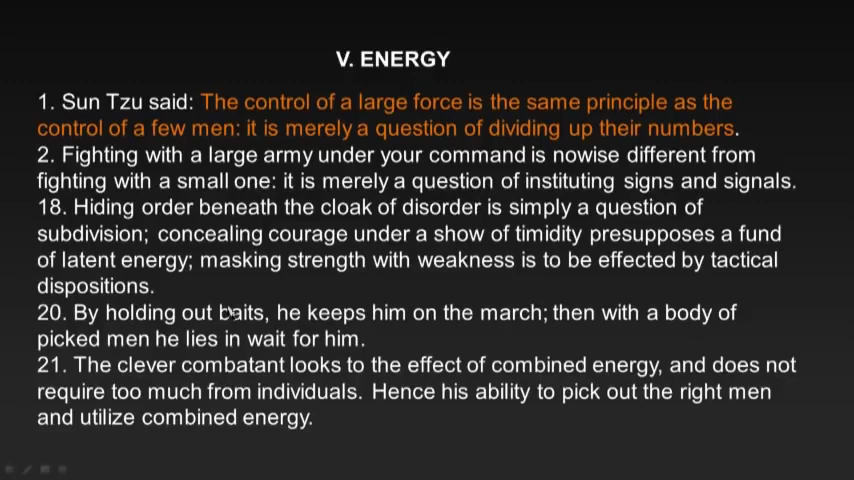 V. ENERGY
1. Sun Tzu said: The control of a large force is the same principle as the
control of a few men: it is merely a question of dividing up their numbers.
2. Fighting with a large army under your command is nowise different from
fighting with a small one: it is merely a question of instituting signs and signals.
18. Hiding order beneath the cloak of disorder is simply a question of
subdivision; concealing courage under a show of timidity presupposes a fund
of latent energy; masking strength with weakness is to be effected by tactical
dispositions.
20. By holding out baits, he keeps him on the march; then with a body of
picked men he lies in wait for him.
21. The clever combatant looks to the effect of combined energy, and does not
require too much from individuals. Hence his ability to pick out the right men
and utilize combined energy.